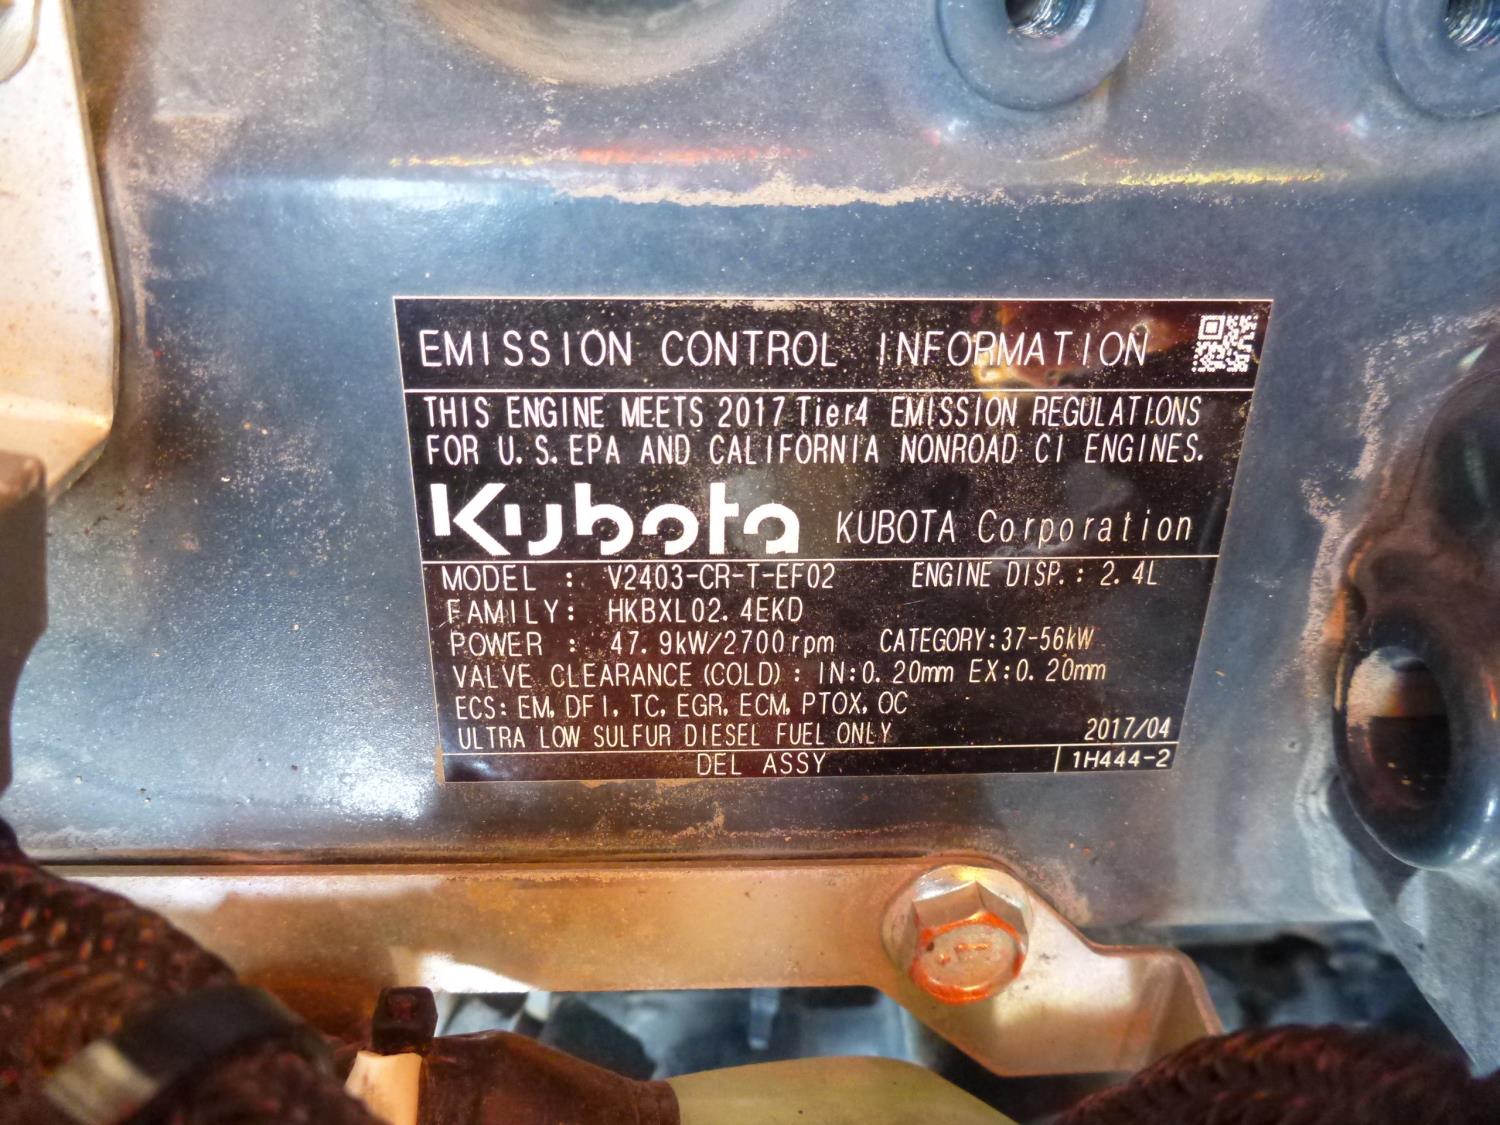 EMISSION CONTROL INFORMATION
THIS ENGINE MEETS 2017 Tier4 EMISSION REGULATIONS
FOR U.S.EPA AND CALIFORNIA NONROAD CI ENGINES.
Kubota KUBOTA Corporation
MODEL : V2403-CR-T-EF02 ENGINE DISP.: 2.4L
FAMILY: HKBXL02.4EKD
POWER : 47.9kW/2700rpm CATEGORY:37-56kW
VALVE CLEARANCE(COLD): IN:0.20mm EX:0.20mm
ECS: EM, DFI, TC, EGR, ECM, PTOX, OC
ULTRA LOW SULFUR DIESEL FUEL ONLY 2017/04
DEL ASSY 1H444-2